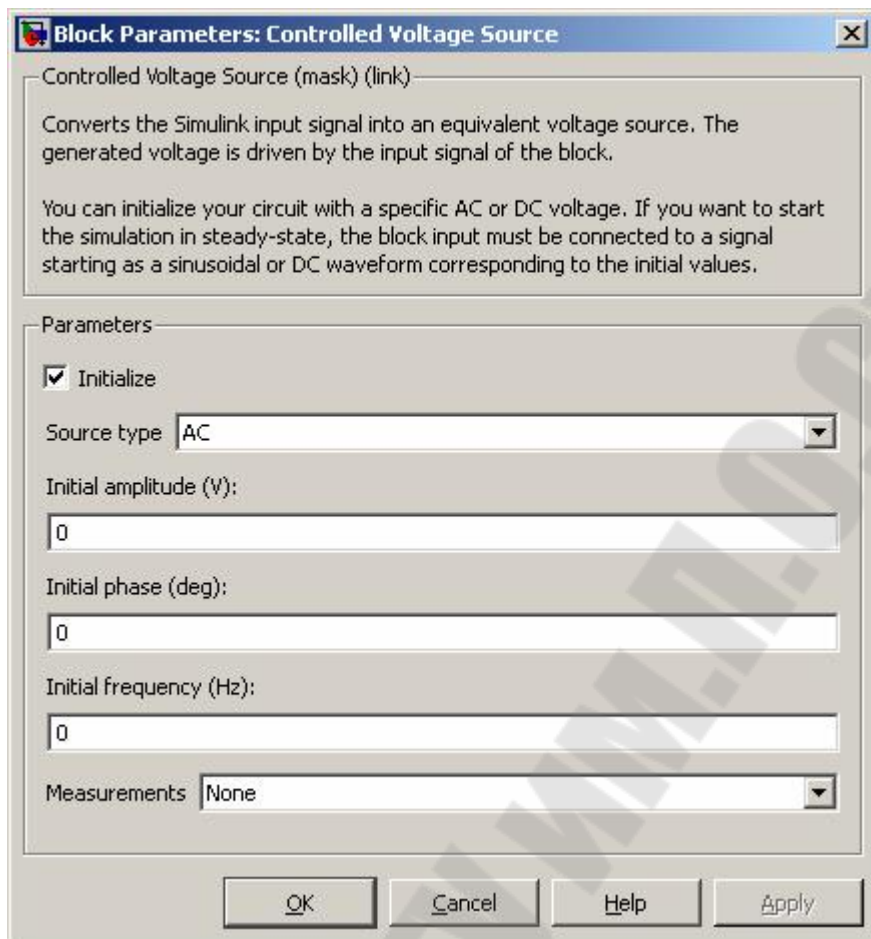 Block Parameters: Controlled Voltage Source
Controlled Voltage Source (mask) (link)
Converts the Simulink input signal into an equivalent voltage source. The
generated voltage is driven by the input signal of the block.
You can initialize your circuit with a specific AC or DC voltage. If you want to start
the simulation in steady-state, the block input must be connected to a signal
starting as a sinusoidal or DC waveform corresponding to the initial values.
Parameters
Initialize
Source type AC
Initial amplitude (V):
0
Initial phase (deg):
0
Initial frequency (Hz):
0
Measurements None
OK Cancel Help Apply
им.П.О.